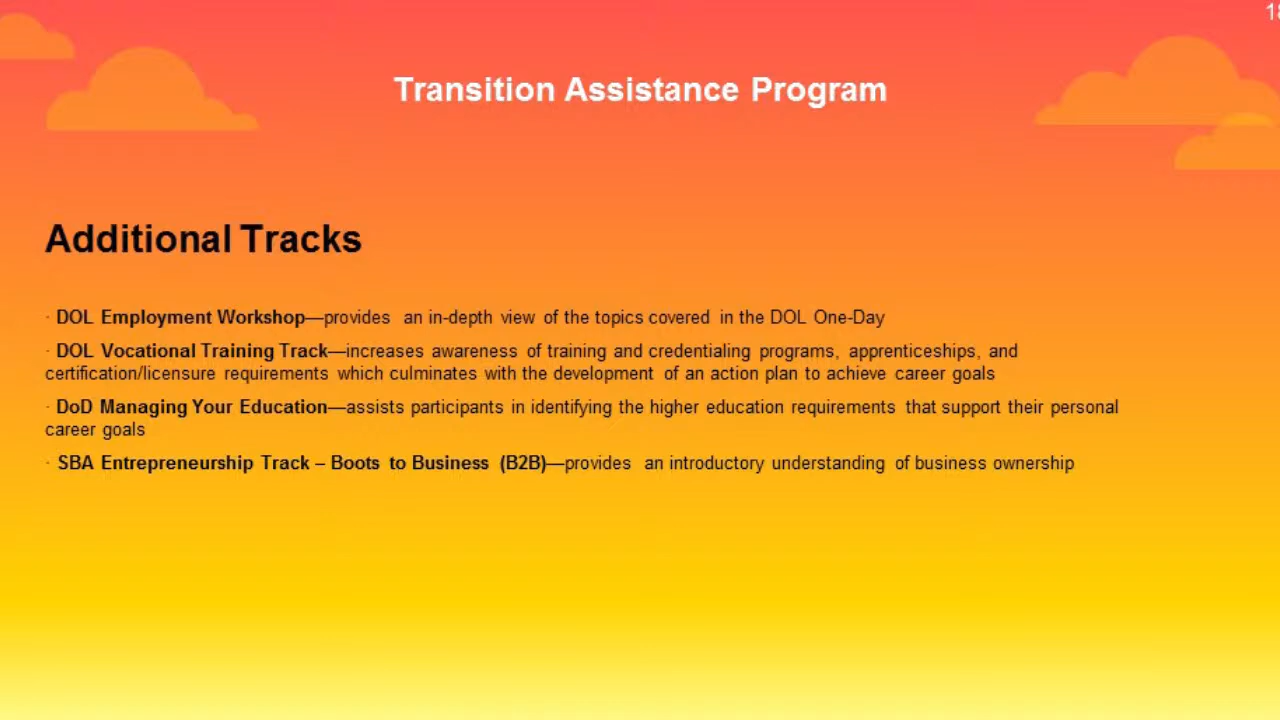 18
Transition Assistance Program
Additional Tracks
· DOL Employment Workshop—provides an in-depth view of the topics covered in the DOL One-Day
· DOL Vocational Training Track—increases awareness of training and credentialing programs, apprenticeships, and
certification/licensure requirements which culminates with the development of an action plan to achieve career goals
· DoD Managing Your Education—assists participants in identifying the higher education requirements that support their personal
career goals
· SBA Entrepreneurship Track – Boots to Business (B2B)—provides an introductory understanding of business ownership